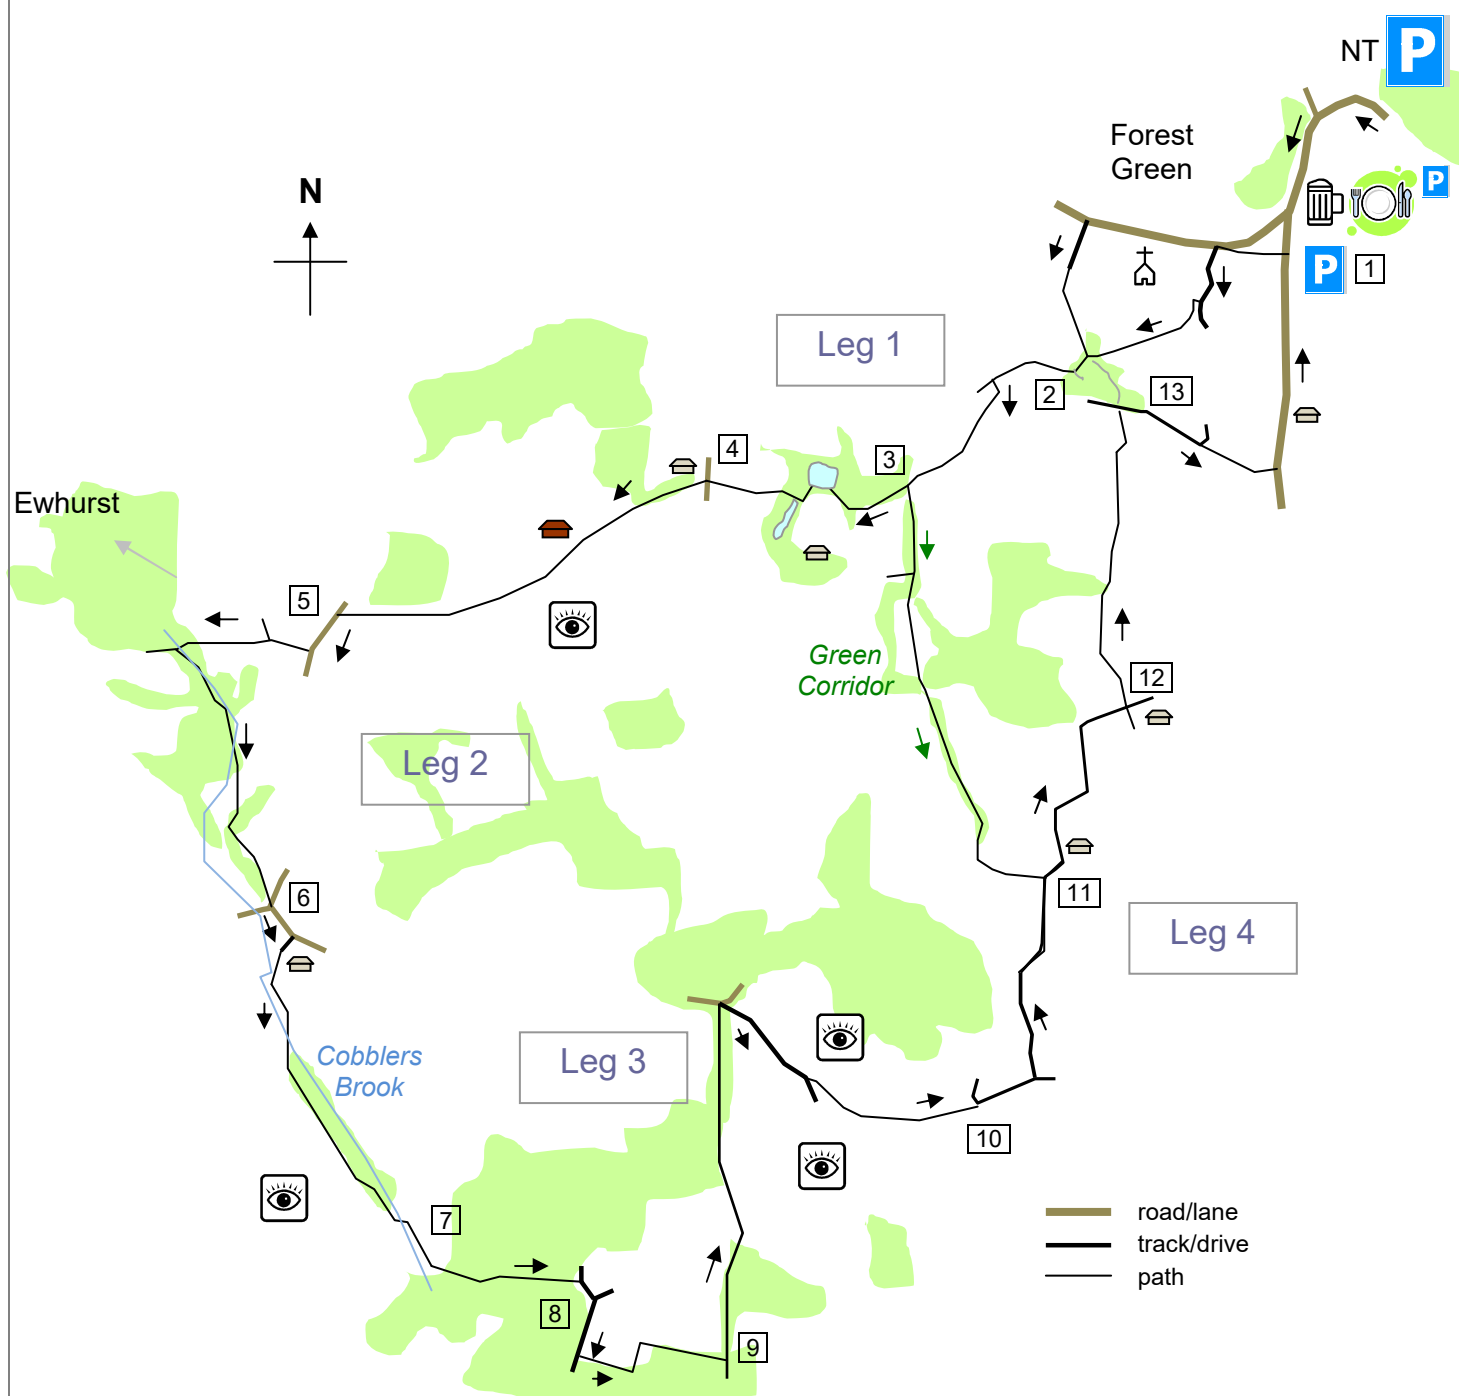 NT P
Forest
Green
P
N
P 1
Leg 1
2
13
4
3
Ewhurst
5
Green
Corridor
12
Leg 2
6
11
Leg 4
Cobblers
Brook
Leg 3
10
7
road/lane
track/drive
path
8
9